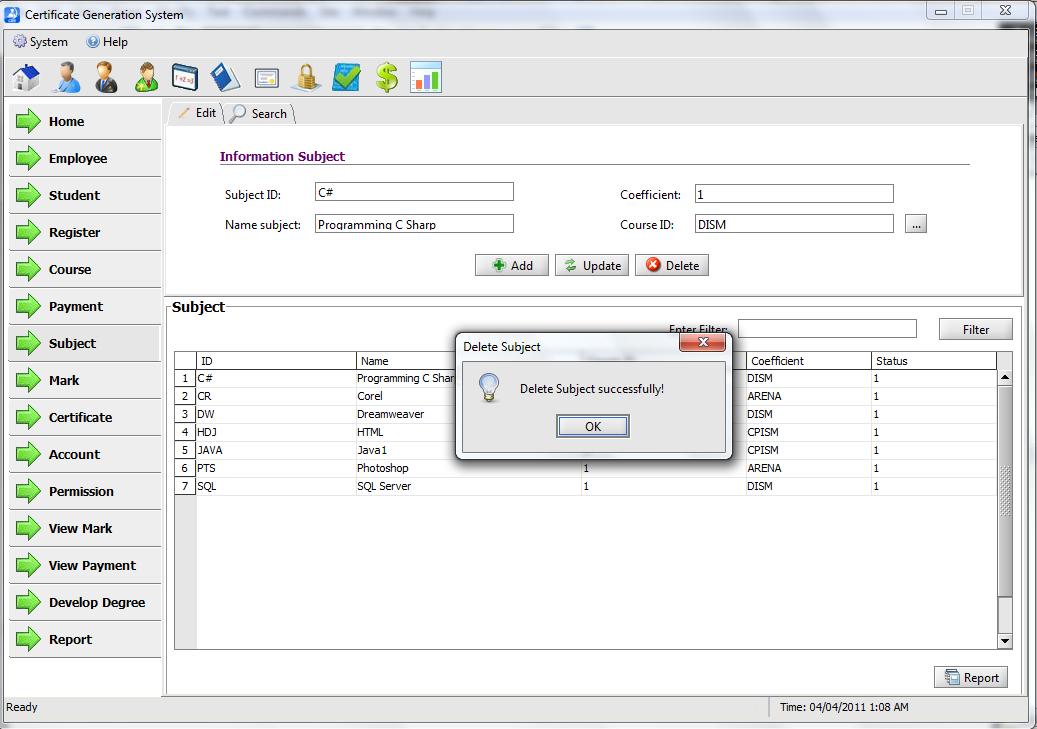 Certificate Generation System
System Help
Edit Search
Home
Employee
Student
Register
Course
Payment
Subject
Mark
Certificate
Account
Permission
View Mark
View Payment
Develop Degree
Report
Information Subject
Subject ID: C# Coefficient: 1
Name subject: Programming C Sharp Course ID: DISM ...
Add Update Delete
Subject
Enter Filter: Filter
ID Name Coefficient Status
1 C# Programming C Shar DISM 1
2 CR Corel ARENA 1
3 DW Dreamweaver DISM 1
4 HDJ HTML CPISM 1
5 JAVA Java1 CPISM 1
6 PTS Photoshop 1 ARENA 1
7 SQL SQL Server 1 DISM 1
Delete Subject
Delete Subject successfully!
OK
Report
Ready Time: 04/04/2011 1:08 AM